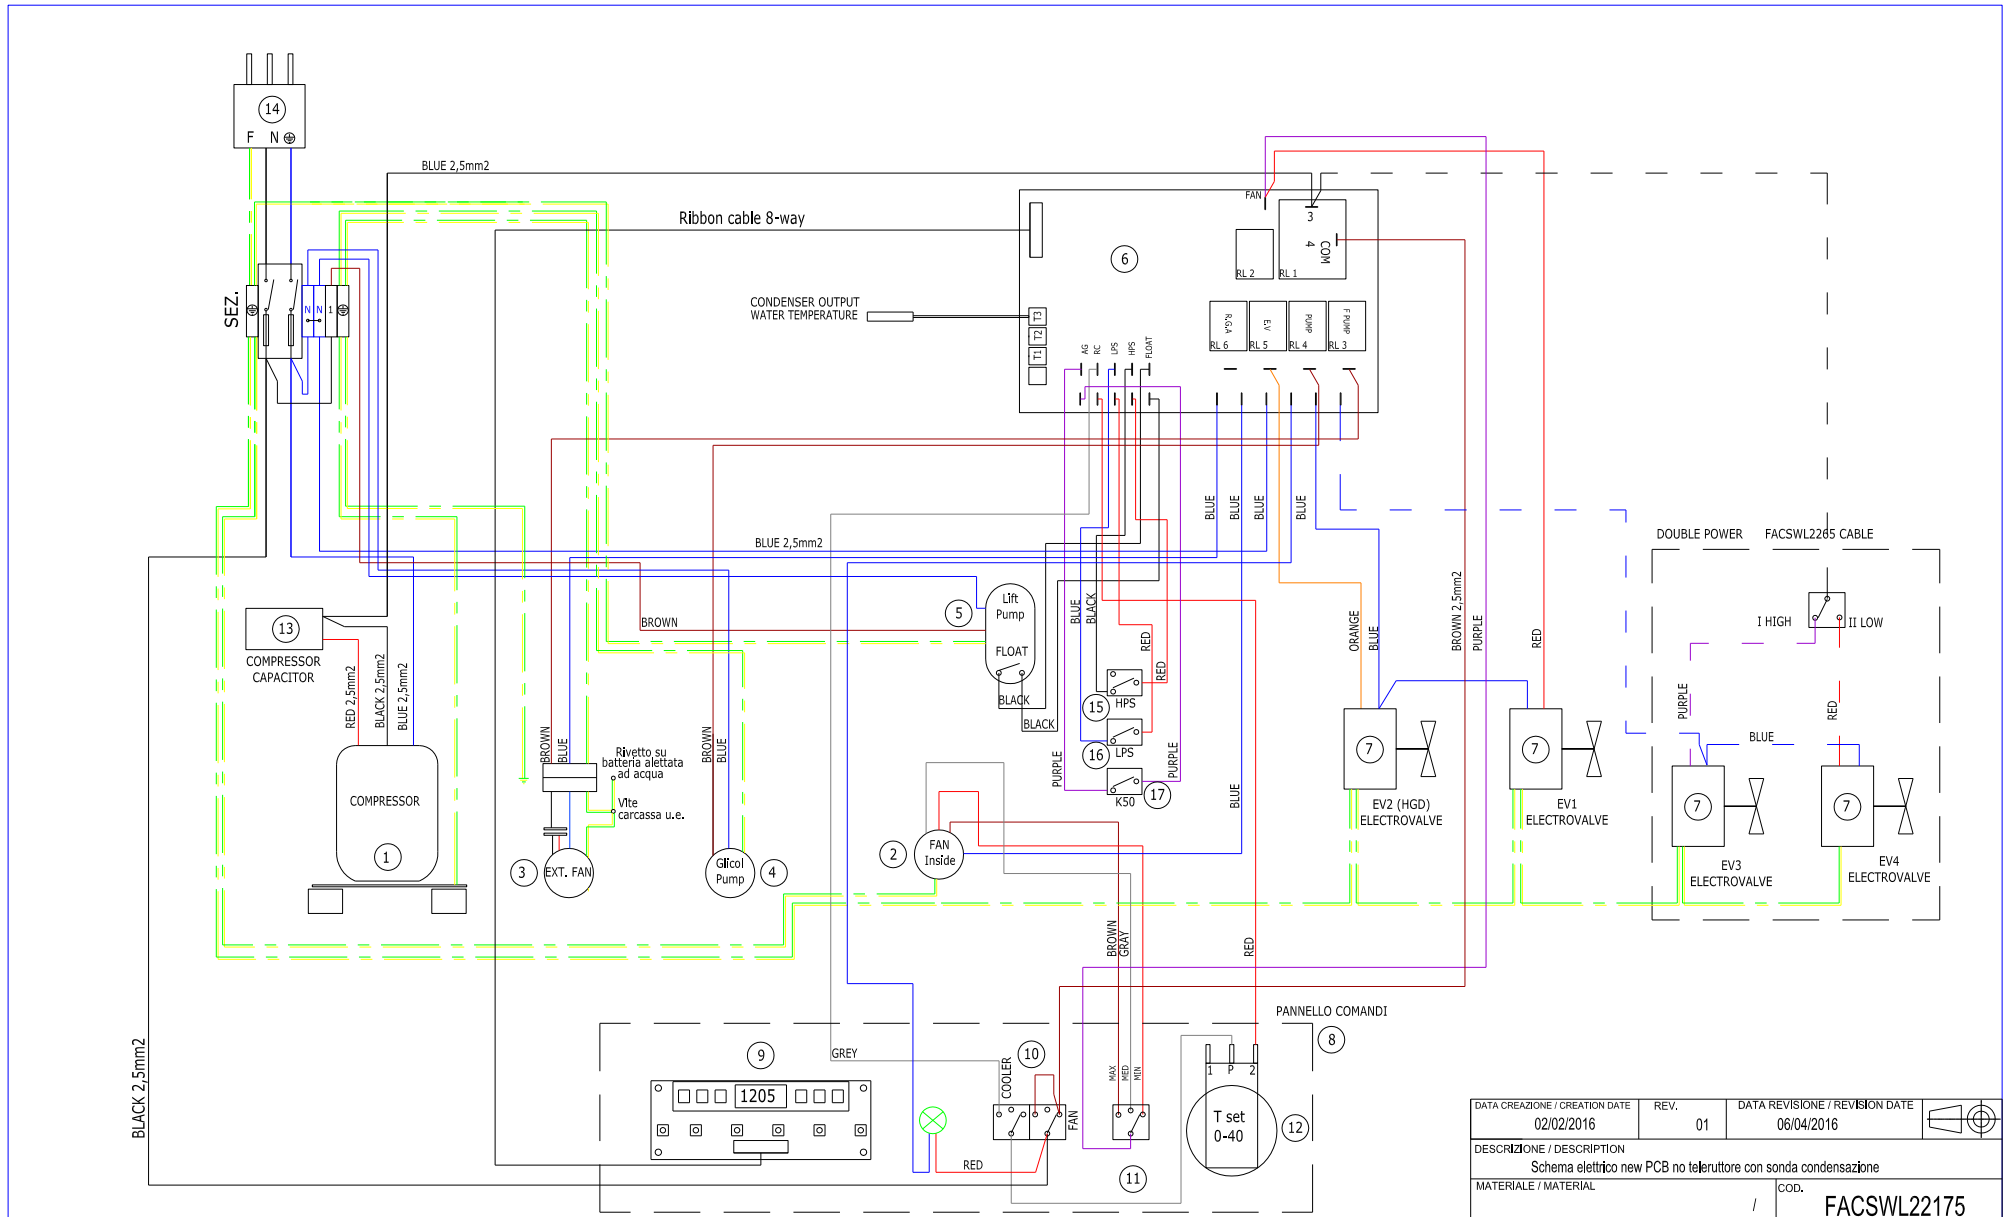 14
F N
BLUE 2,5mm2
Ribbon cable 8-way
FAN
3
4
COM
RL 2
RL 1
6
SEZ.
N
N
1
CONDENSER OUTPUT
WATER TEMPERATURE
T3
T2
T1
AG
RC
LPS
HPS
FLOAT
R.G.A
RL 6
E.V
RL 5
PUMP
RL 4
F PUMP
RL 3
BLUE
BLUE
BLUE
BLUE
BLUE 2,5mm2
DOUBLE POWER
FACSWL2265 CABLE
I HIGH
II LOW
13
COMPRESSOR
CAPACITOR
RED 2,5mm2
BLACK 2,5mm2
BLUE 2,5mm2
BROWN
5
Lift
Pump
FLOAT
BLACK
BLACK
BLUE
BLACK
RED
RED
15
HPS
16
LPS
17
K50
PURPLE
PURPLE
BLUE
ORANGE
BLUE
BROWN 2,5mm2
PURPLE
RED
PURPLE
RED
BLUE
COMPRESSOR
1
BROWN
BLUE
Rivetto su
batteria alettata
ad acqua
Vite
carcassa u.e.
3
EXT. FAN
BROWN
BLUE
Glicol
Pump
4
2
FAN
Inside
7
EV2 (HGD)
ELECTROVALVE
7
EV1
ELECTROVALVE
7
EV3
ELECTROVALVE
7
EV4
ELECTROVALVE
BROWN
GRAY
RED
BLACK 2,5mm2
PANNELLO COMANDI
8
9
1205
GREY
RED
COOLER
10
FAN
MAX
MED
MIN
11
1 P 2
T set
0-40
12
DATA CREAZIONE / CREATION DATE
02/02/2016
REV.
01
DATA REVISIONE / REVISION DATE
06/04/2016
DESCRIZIONE / DESCRIPTION
Schema elettrico new PCB no teleruttore con sonda condensazione
MATERIALE / MATERIAL
/
COD.
FACSWL22175